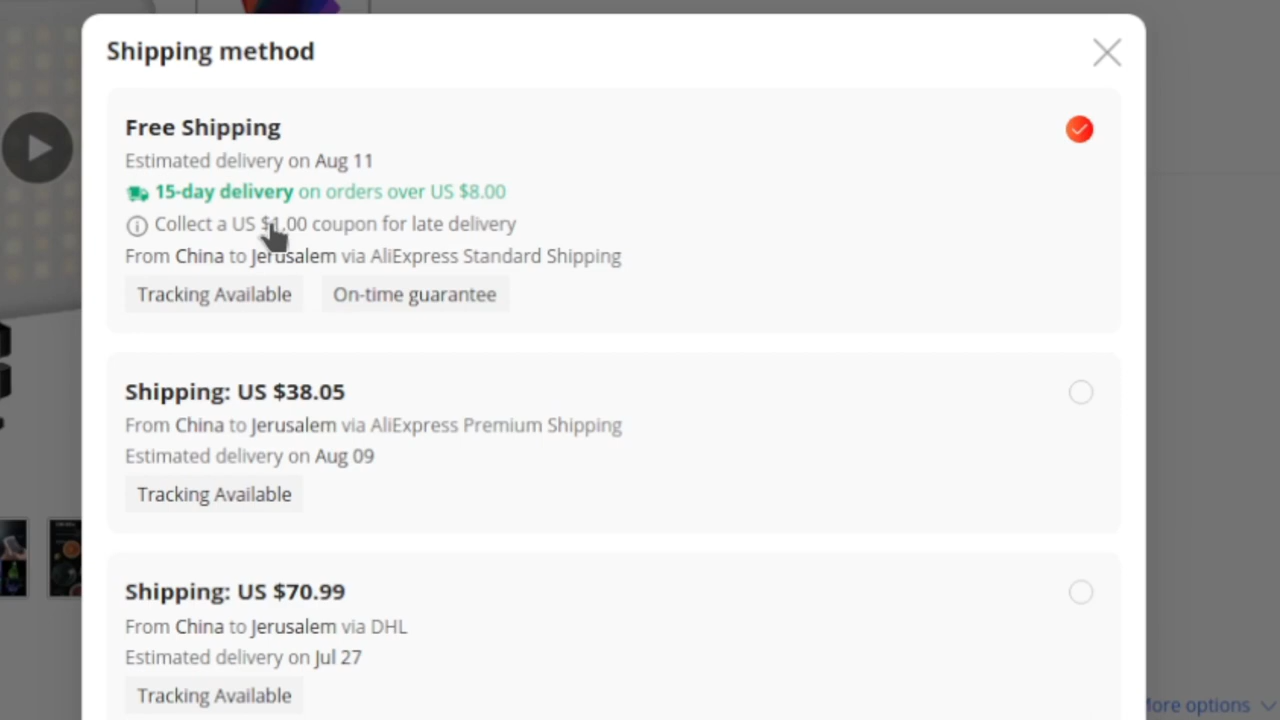 Shipping method
Free Shipping
Estimated delivery on Aug 11
15-day delivery on orders over US $8.00
Collect a US $1.00 coupon for late delivery
From China to Jerusalem via AliExpress Standard Shipping
Tracking Available
On-time guarantee
Shipping: US $38.05
From China to Jerusalem via AliExpress Premium Shipping
Estimated delivery on Aug 09
Tracking Available
Shipping: US $70.99
From China to Jerusalem via DHL
Estimated delivery on Jul 27
Tracking Available
More options